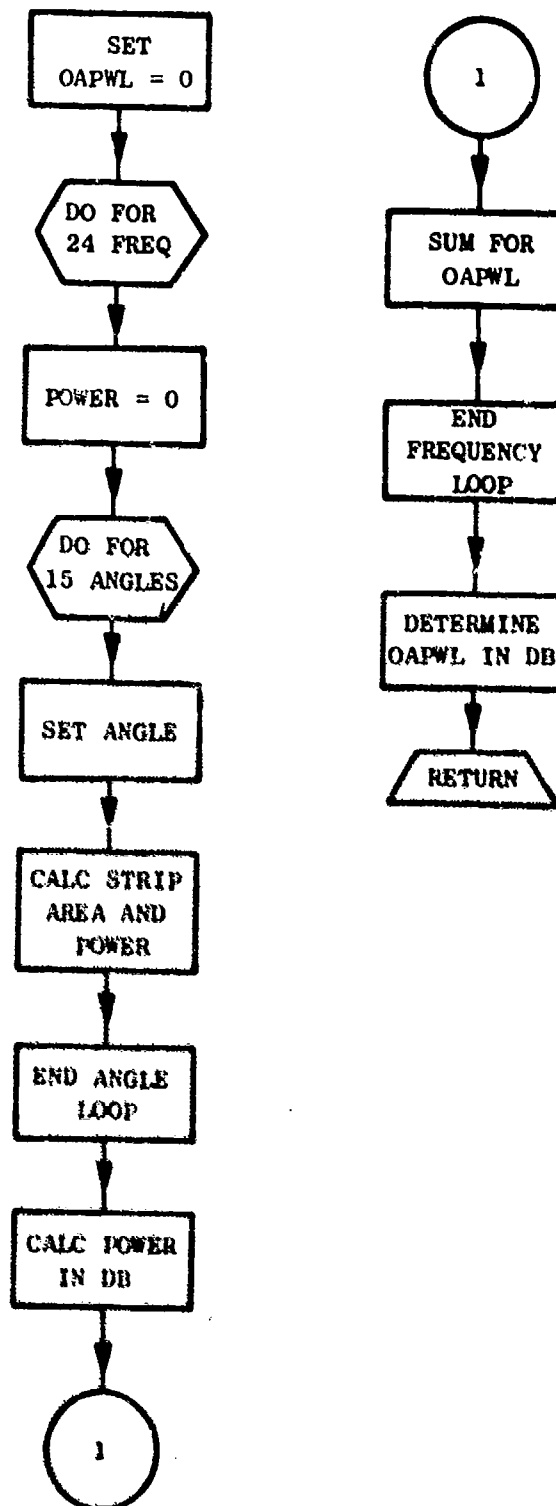 SET
OAPWL = 0
DO FOR
24 FREQ
POWER = 0
DO FOR
15 ANGLES
SET ANGLE
CALC STRIP
AREA AND
POWER
END ANGLE
LOOP
CALC POWER
IN DB
1
1
SUM FOR
OAPWL
END
FREQUENCY
LOOP
DETERMINE
OAPWL IN DB
RETURN